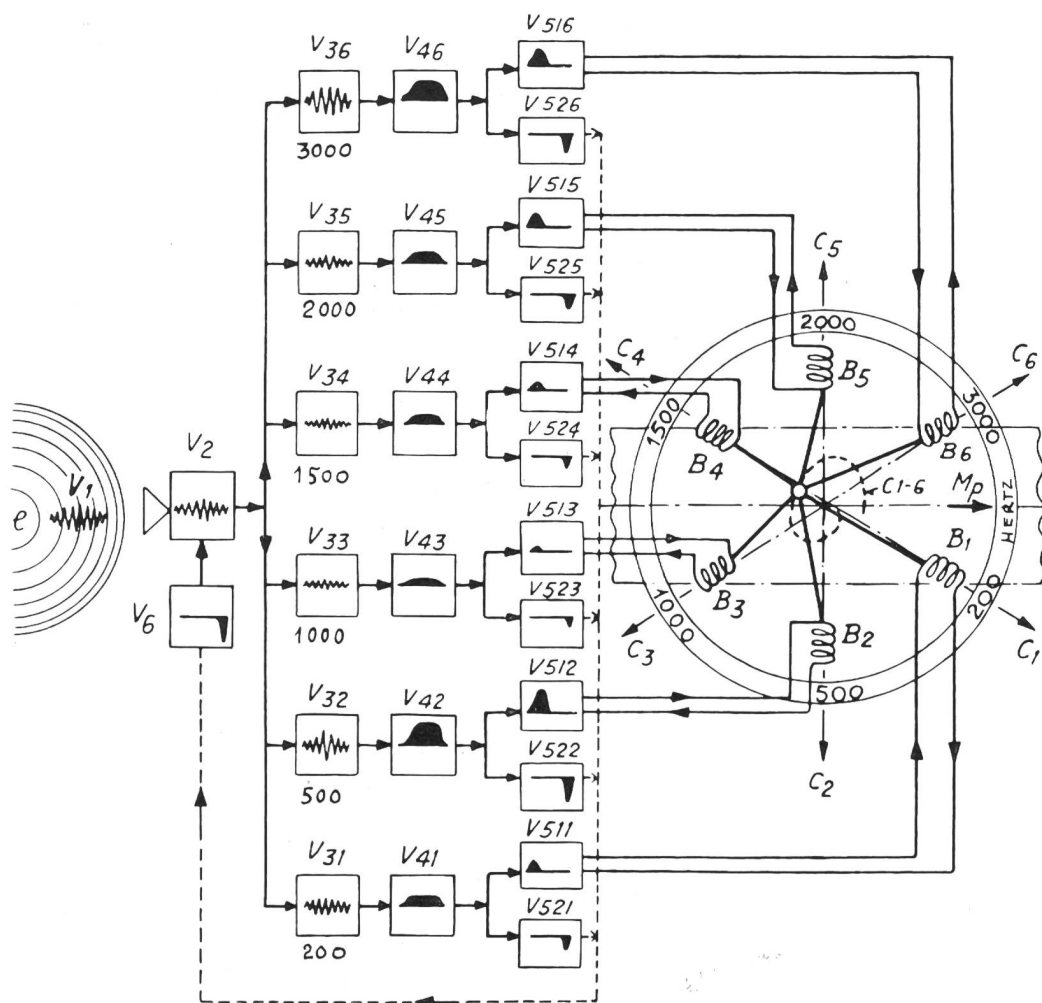 V516
V36 V46
V526
3000
V515
V35 V45
C5
V525
2000
2000
V514
C4
C6
V34 V44
B5
1500
3000
V2
V524
B4
B6
V1
1500
C1-6
Mp
e
V513
HERTZ
V33 V43
B1
V6
V523
B3
200
1000
1000
B2
C3
C1
V512
V32 V42
500
V522
500
C2
V511
V31 V41
V521
200